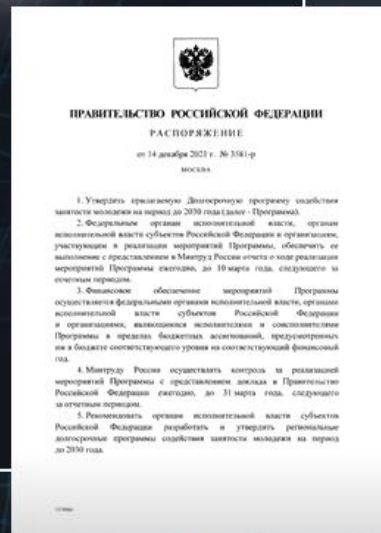 ПРАВИТЕЛЬСТВО РОССИЙСКОЙ ФЕДЕРАЦИИ
РАСПОРЯЖЕНИЕ
от 14 декабря 2021 г. № 3581-р
МОСКВА
1. Утвердить прилагаемую Долгосрочную программу содействия
занятости молодежи на период до 2030 года (далее - Программа).
2. Федеральным органам исполнительной власти, органам
исполнительной власти субъектов Российской Федерации и организациям,
участвующим в реализации мероприятий Программы, обеспечить ее
выполнение с представлением в Минтруд России отчета о ходе реализации
мероприятий Программы ежегодно, до 10 марта года, следующего за
отчетным периодом.
3. Финансовое обеспечение мероприятий Программы
осуществляется федеральными органами исполнительной власти, органами
исполнительной власти субъектов Российской Федерации
и организациями, являющимися исполнителями и соисполнителями
Программы в пределах бюджетных ассигнований, предусмотренных
им в бюджете соответствующего уровня на соответствующий финансовый
год.
4. Минтруду России осуществлять контроль за реализацией
мероприятий Программы с представлением доклада в Правительство
Российской Федерации ежегодно, до 31 марта года, следующего
за отчетным периодом.
5. Рекомендовать органам исполнительной власти субъектов
Российской Федерации разработать и утвердить региональные
долгосрочные программы содействия занятости молодежи на период
до 2030 года.